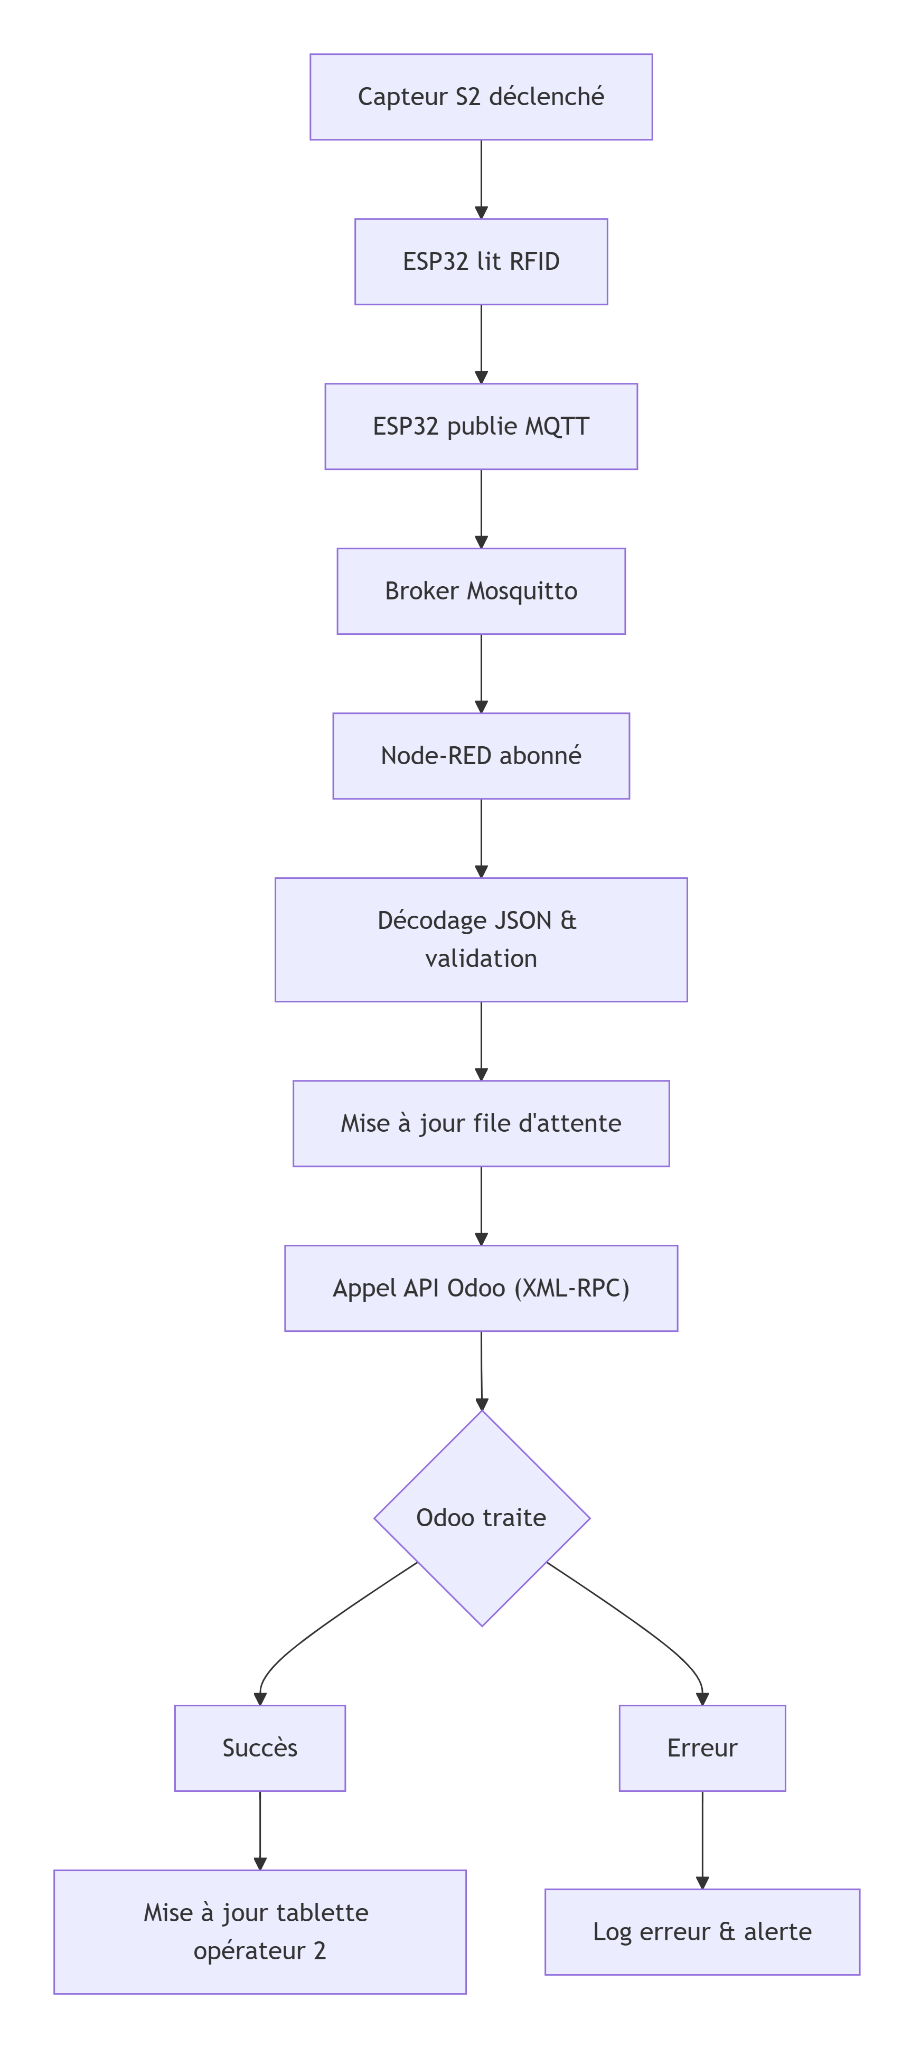 Capteur S2 déclenché
ESP32 lit RFID
ESP32 publie MQTT
Broker Mosquitto
Node-RED abonné
Décodage JSON &
validation
Mise à jour file d'attente
Appel API Odoo (XML-RPC)
Odoo traite
Succès
Erreur
Mise à jour tablette
opérateur 2
Log erreur & alerte